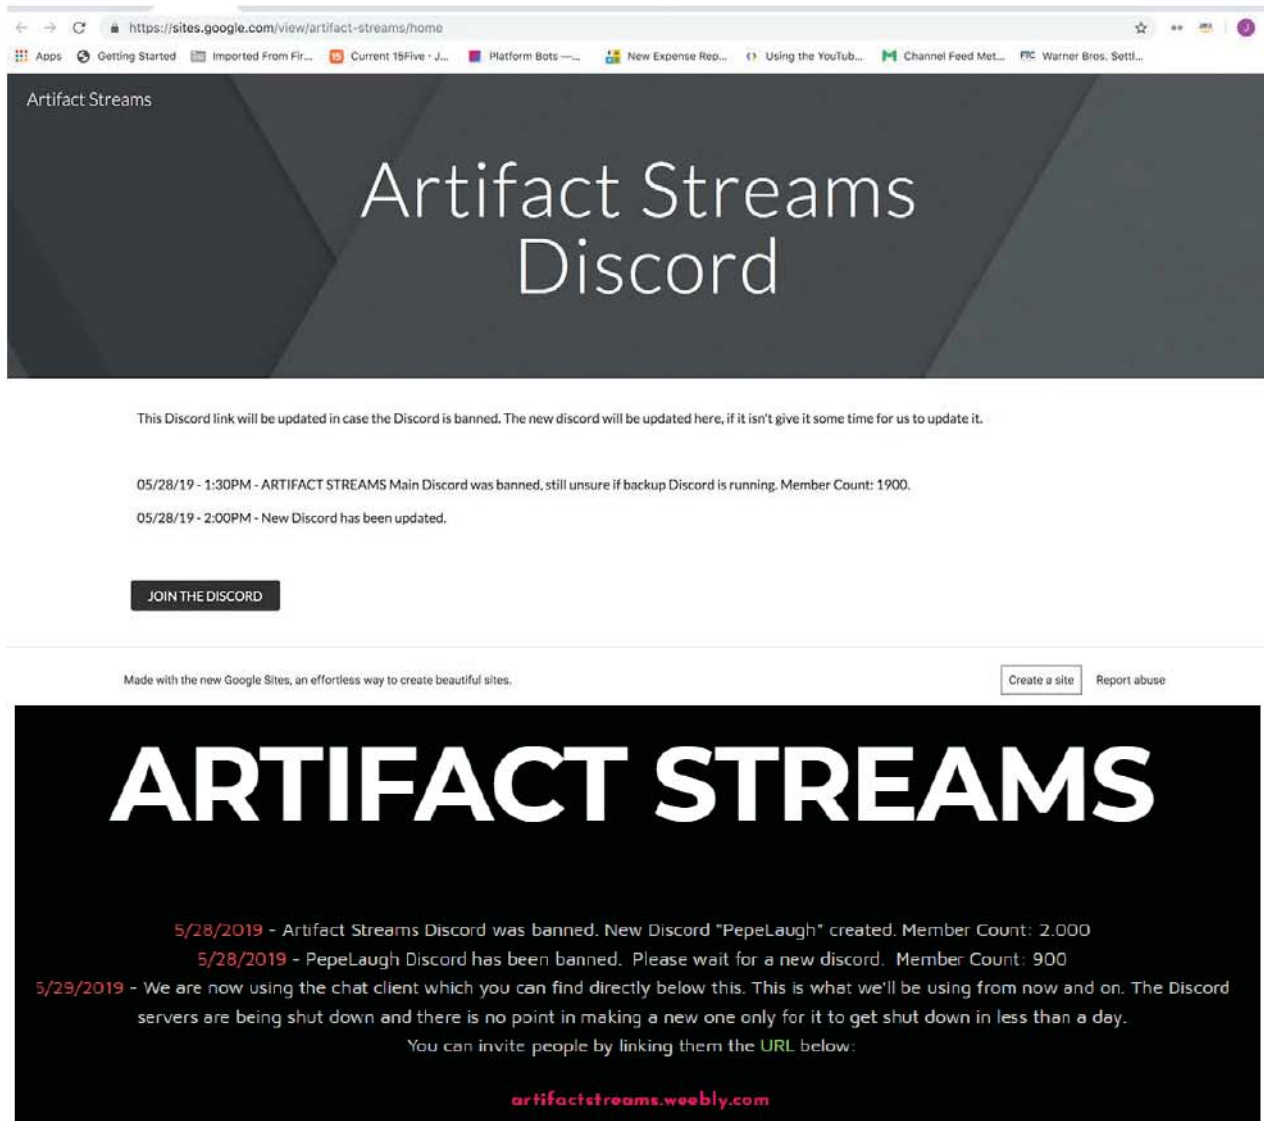 https://sites.google.com/view/artifact-streams/home
J
Apps Getting Started Imported From Fir... 15 Current 15Five · J... Platform Bots —... New Expense Rep... Using the YouTub... Channel Feed Met... FTC Warner Bros. Settl...
Artifact Streams
Artifact Streams
Discord
This Discord link will be updated in case the Discord is banned. The new discord will be updated here, if it isn't give it some time for us to update it.
05/28/19 - 1:30PM - ARTIFACT STREAMS Main Discord was banned, still unsure if backup Discord is running. Member Count: 1900.
05/28/19 - 2:00PM - New Discord has been updated.
JOIN THE DISCORD
Made with the new Google Sites, an effortless way to create beautiful sites.
Create a site Report abuse
ARTIFACT STREAMS
5/28/2019 - Artifact Streams Discord was banned. New Discord "PepeLaugh" created. Member Count: 2.000
5/28/2019 - PepeLaugh Discord has been banned. Please wait for a new discord. Member Count: 900
5/29/2019 - We are now using the chat client which you can find directly below this. This is what we'll be using from now and on. The Discord
servers are being shut down and there is no point in making a new one only for it to get shut down in less than a day.
You can invite people by linking them the URL below:
artifactstreams.weebly.com